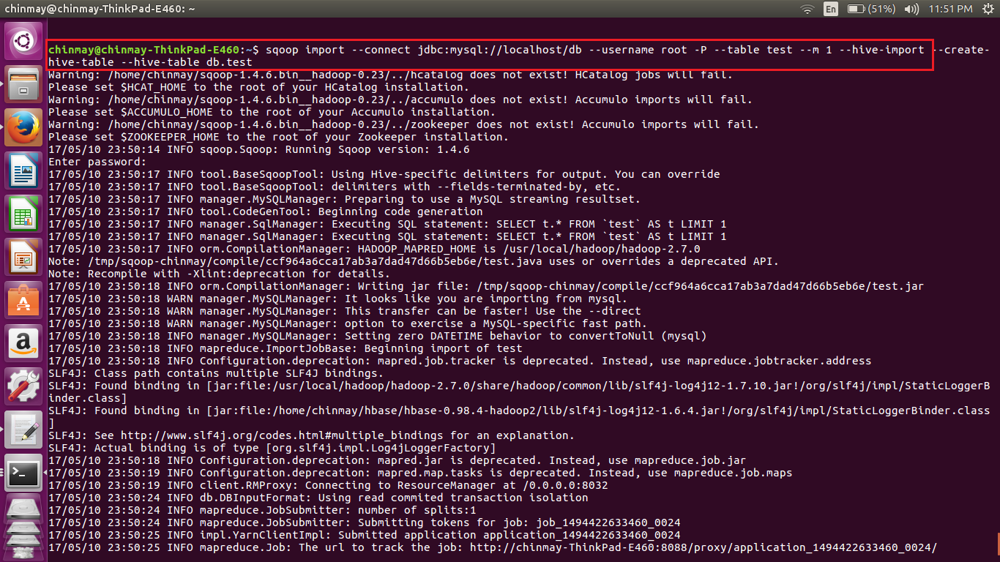 chinmay@chinmay-ThinkPad-E460: ~
En
(51%)
11:51 PM
chinmay@chinmay-ThinkPad-E460:~$ sqoop import --connect jdbc:mysql://localhost/db --username root -P --table test --m 1 --hive-import --create-
hive-table --hive-table db.test
Warning: /home/chinmay/sqoop-1.4.6.bin__hadoop-0.23/../hcatalog does not exist! HCatalog jobs will fail.
Please set $HCAT_HOME to the root of your HCatalog installation.
Warning: /home/chinmay/sqoop-1.4.6.bin__hadoop-0.23/../accumulo does not exist! Accumulo imports will fail.
Please set $ACCUMULO_HOME to the root of your Accumulo installation.
Warning: /home/chinmay/sqoop-1.4.6.bin__hadoop-0.23/../zookeeper does not exist! Accumulo imports will fail.
Please set $ZOOKEEPER_HOME to the root of your Zookeeper installation.
17/05/10 23:50:14 INFO sqoop.Sqoop: Running Sqoop version: 1.4.6
Enter password:
17/05/10 23:50:17 INFO tool.BaseSqoopTool: Using Hive-specific delimiters for output. You can override
17/05/10 23:50:17 INFO tool.BaseSqoopTool: delimiters with --fields-terminated-by, etc.
17/05/10 23:50:17 INFO manager.MySQLManager: Preparing to use a MySQL streaming resultset.
17/05/10 23:50:17 INFO tool.CodeGenTool: Beginning code generation
17/05/10 23:50:17 INFO manager.SqlManager: Executing SQL statement: SELECT t.* FROM `test` AS t LIMIT 1
17/05/10 23:50:17 INFO manager.SqlManager: Executing SQL statement: SELECT t.* FROM `test` AS t LIMIT 1
17/05/10 23:50:17 INFO orm.CompilationManager: HADOOP_MAPRED_HOME is /usr/local/hadoop/hadoop-2.7.0
Note: /tmp/sqoop-chinmay/compile/ccf964a6cca17ab3a7dad47d66b5eb6e/test.java uses or overrides a deprecated API.
Note: Recompile with -Xlint:deprecation for details.
17/05/10 23:50:18 INFO orm.CompilationManager: Writing jar file: /tmp/sqoop-chinmay/compile/ccf964a6cca17ab3a7dad47d66b5eb6e/test.jar
17/05/10 23:50:18 WARN manager.MySQLManager: It looks like you are importing from mysql.
17/05/10 23:50:18 WARN manager.MySQLManager: This transfer can be faster! Use the --direct
17/05/10 23:50:18 WARN manager.MySQLManager: option to exercise a MySQL-specific fast path.
17/05/10 23:50:18 INFO manager.MySQLManager: Setting zero DATETIME behavior to convertToNull (mysql)
17/05/10 23:50:18 INFO mapreduce.ImportJobBase: Beginning import of test
17/05/10 23:50:18 INFO Configuration.deprecation: mapred.job.tracker is deprecated. Instead, use mapreduce.jobtracker.address
SLF4J: Class path contains multiple SLF4J bindings.
SLF4J: Found binding in [jar:file:/usr/local/hadoop/hadoop-2.7.0/share/hadoop/common/lib/slf4j-log4j12-1.7.10.jar!/org/slf4j/impl/StaticLoggerB
inder.class]
SLF4J: Found binding in [jar:file:/home/chinmay/hbase/hbase-0.98.4-hadoop2/lib/slf4j-log4j12-1.6.4.jar!/org/slf4j/impl/StaticLoggerBinder.class
]
SLF4J: See http://www.slf4j.org/codes.html#multiple_bindings for an explanation.
SLF4J: Actual binding is of type [org.slf4j.impl.Log4jLoggerFactory]
17/05/10 23:50:18 INFO Configuration.deprecation: mapred.jar is deprecated. Instead, use mapreduce.job.jar
17/05/10 23:50:19 INFO Configuration.deprecation: mapred.map.tasks is deprecated. Instead, use mapreduce.job.maps
17/05/10 23:50:19 INFO client.RMProxy: Connecting to ResourceManager at /0.0.0.0:8032
17/05/10 23:50:24 INFO db.DBInputFormat: Using read commited transaction isolation
17/05/10 23:50:24 INFO mapreduce.JobSubmitter: number of splits:1
17/05/10 23:50:24 INFO mapreduce.JobSubmitter: Submitting tokens for job: job_1494422633460_0024
17/05/10 23:50:25 INFO impl.YarnClientImpl: Submitted application application_1494422633460_0024
17/05/10 23:50:25 INFO mapreduce.Job: The url to track the job: http://chinmay-ThinkPad-E460:8088/proxy/application_1494422633460_0024/